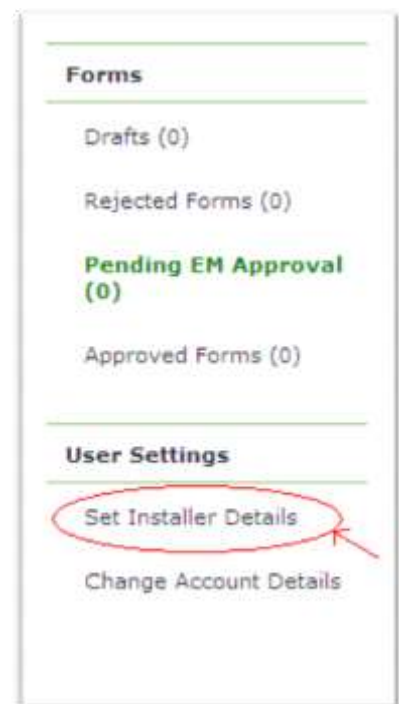 Forms
Drafts (0)
Rejected Forms (0)
Pending EM Approval
(0)
Approved Forms (0)
User Settings
Set Installer Details
Change Account Details